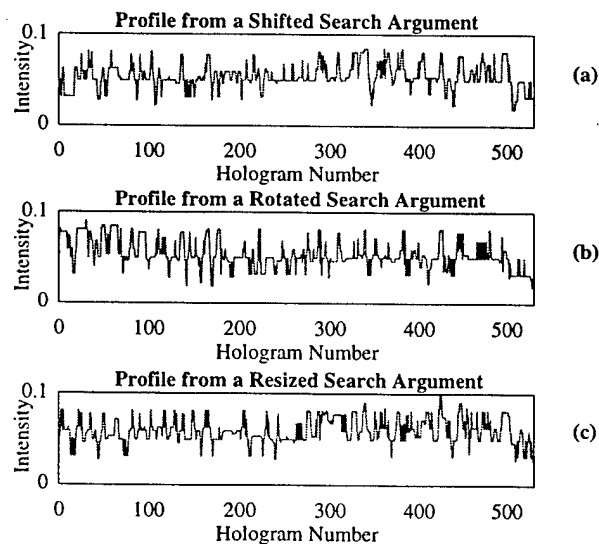 Profile from a Shifted Search Argument
0.1
Intensity
0
0 100 200 300 400 500
Hologram Number
(a)
Profile from a Rotated Search Argument
0.1
Intensity
0
0 100 200 300 400 500
Hologram Number
(b)
Profile from a Resized Search Argument
0.1
Intensity
0
0 100 200 300 400 500
Hologram Number
(c)